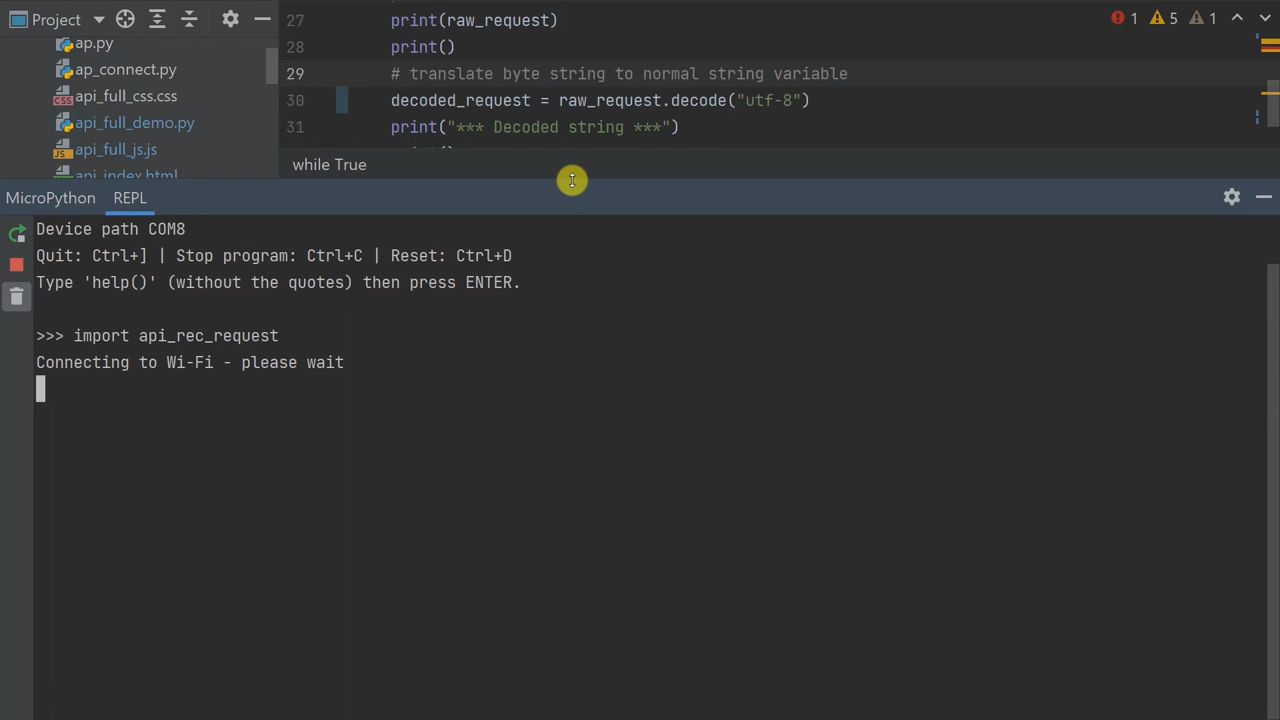 Project
ap.py
ap_connect.py
api_full_css.css
api_full_demo.py
api_full_js.js
api_index.html
27 print(raw_request)
28 print()
29 # translate byte string to normal string variable
30 decoded_request = raw_request.decode("utf-8")
31 print("*** Decoded string ***")
1 5 1
while True
MicroPython REPL
Device path COM8
Quit: Ctrl+] | Stop program: Ctrl+C | Reset: Ctrl+D
Type 'help()' (without the quotes) then press ENTER.
>>> import api_rec_request
Connecting to Wi-Fi - please wait